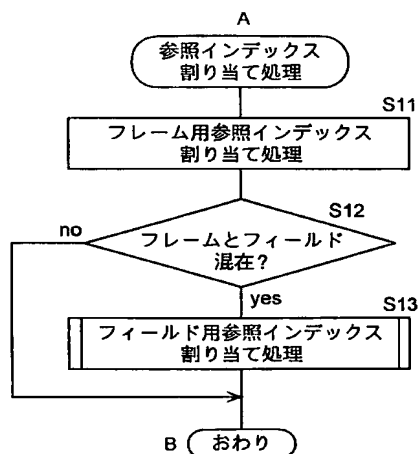 A
参照インデックス
割り当て処理
S11
フレーム用参照インデックス
割り当て処理
S12
no
フレームとフィールド
混在?
yes
S13
フィールド用参照インデックス
割り当て処理
B おわり